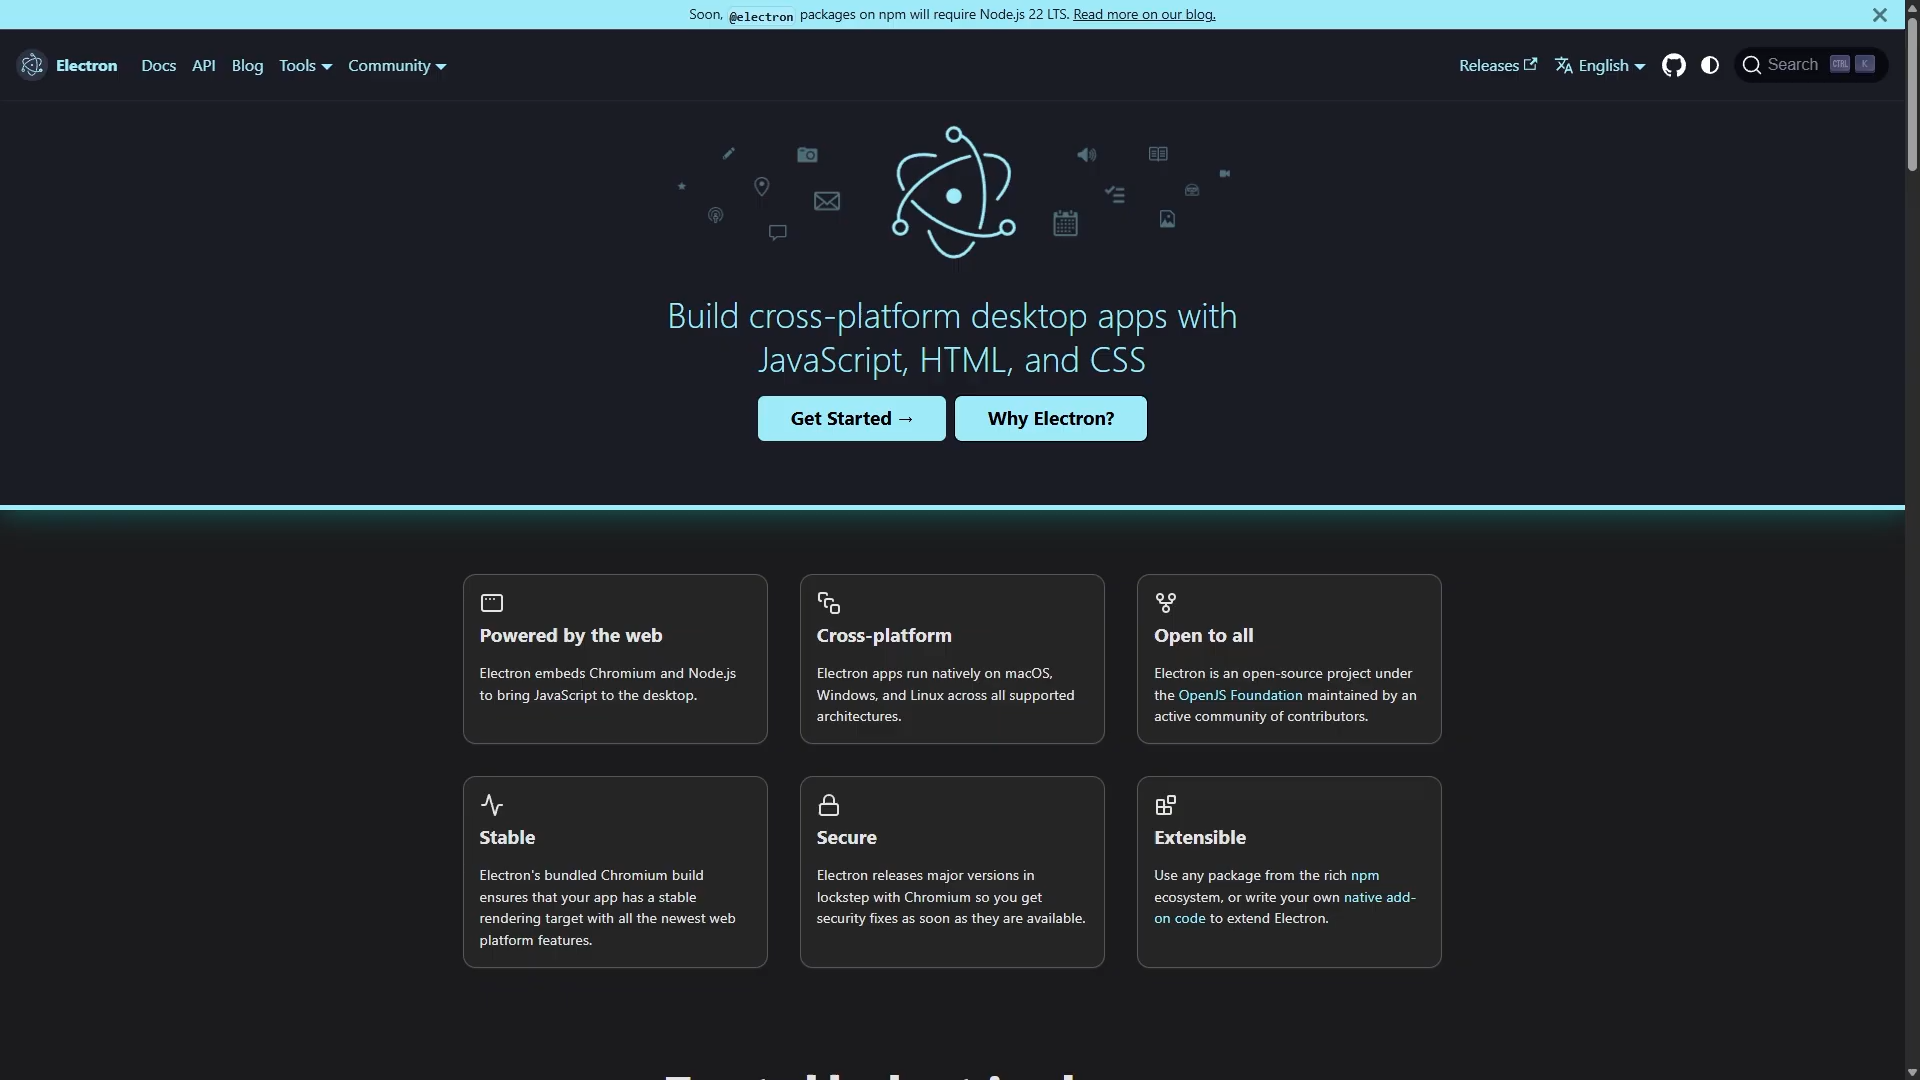 Soon, @electron packages on npm will require Node.js 22 LTS. Read more on our blog.
Electron Docs API Blog Tools Community Releases English Search CTRL K
Build cross-platform desktop apps with
JavaScript, HTML, and CSS
Get Started → Why Electron?
Powered by the web
Electron embeds Chromium and Node.js
to bring JavaScript to the desktop.
Cross-platform
Electron apps run natively on macOS,
Windows, and Linux across all supported
architectures.
Open to all
Electron is an open-source project under
the OpenJS Foundation maintained by an
active community of contributors.
Stable
Electron's bundled Chromium build
ensures that your app has a stable
rendering target with all the newest web
platform features.
Secure
Electron releases major versions in
lockstep with Chromium so you get
security fixes as soon as they are available.
Extensible
Use any package from the rich npm
ecosystem, or write your own native add-
on code to extend Electron.